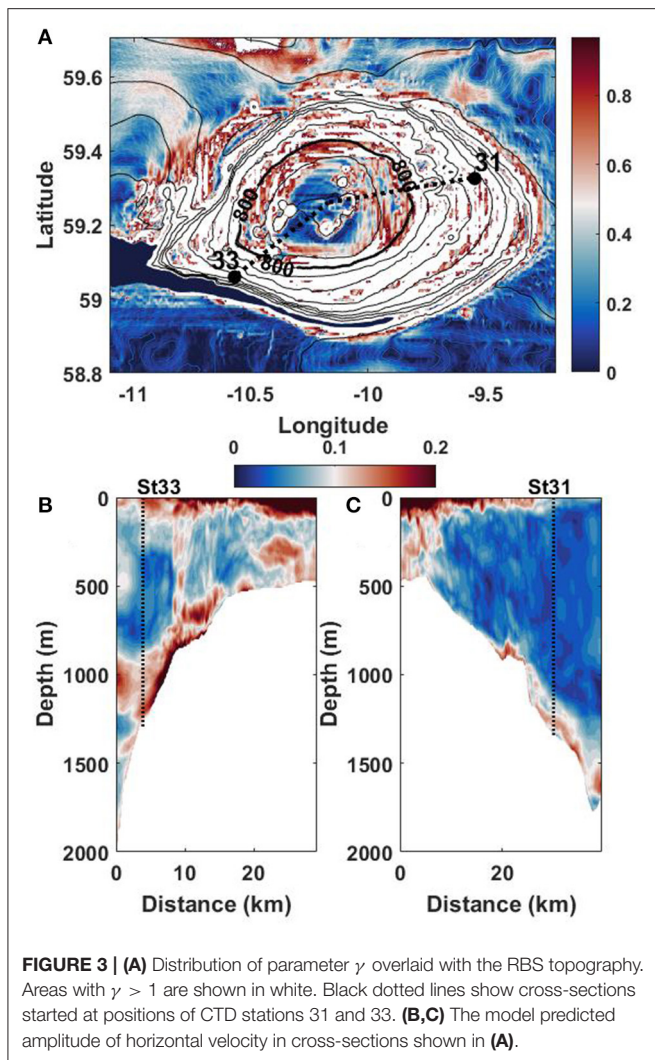 A
59.6
59.4
59.2
59
58.8
Latitude
-11
-10.5
-10
-9.5
Longitude
800
800
800
31
33
0.8
0.6
0.4
0.2
0
0
0.1
0.2
B
St33
0
500
1000
1500
2000
Depth (m)
0
10
20
Distance (km)
C
St31
0
500
1000
1500
2000
Depth (m)
0
20
Distance (km)
FIGURE 3 | (A) Distribution of parameter γ overlaid with the RBS topography.
Areas with γ > 1 are shown in white. Black dotted lines show cross-sections
started at positions of CTD stations 31 and 33. (B,C) The model predicted
amplitude of horizontal velocity in cross-sections shown in (A).